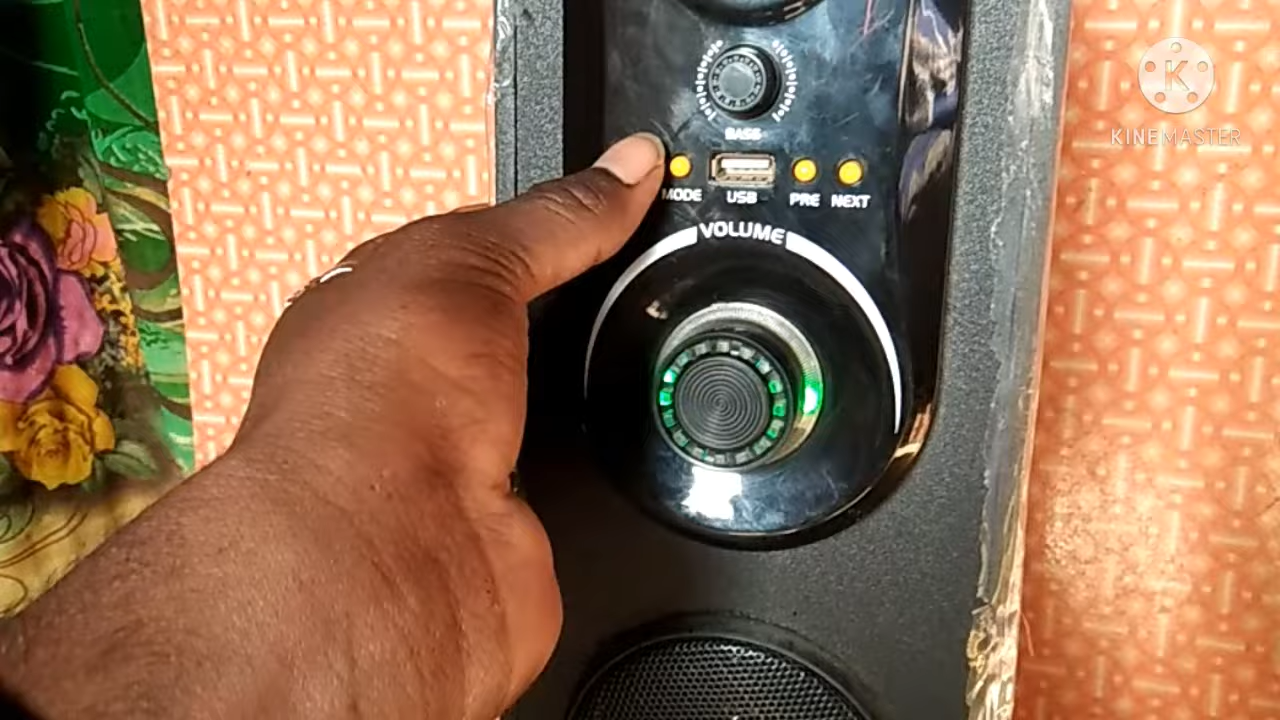 K
KINEMASTER
BASS
MODE USB PRE NEXT
VOLUME